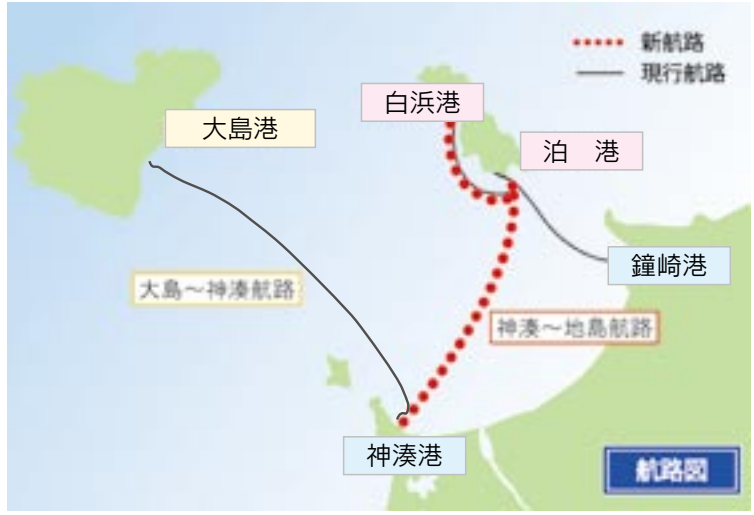 新航路
現行航路
白浜港
大島港
泊　港
鐘崎港
大島～神湊航路
神湊～地島航路
神湊港
航路図